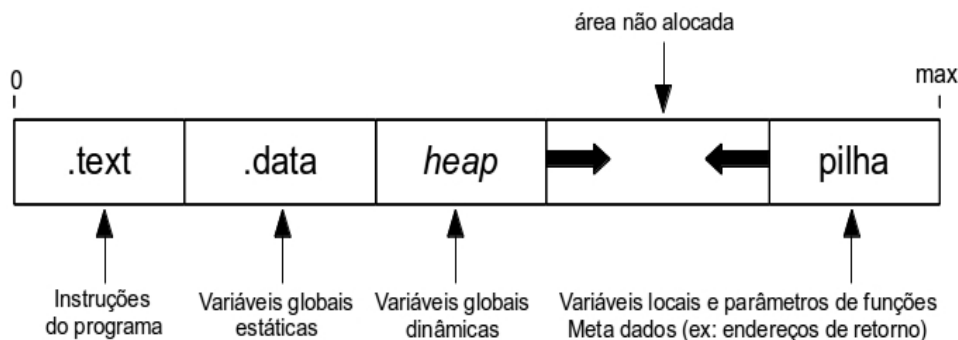 área não alocada
0
max
.text
.data
heap
pilha
Instruções
do programa
Variáveis globais
estáticas
Variáveis globais
dinâmicas
Variáveis locais e parâmetros de funções
Meta dados (ex: endereços de retorno)